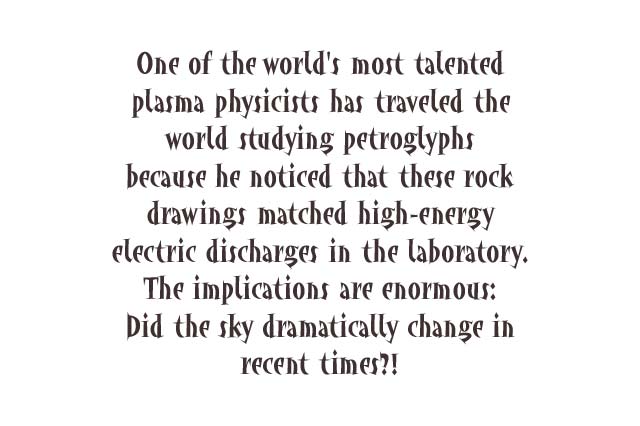 One of the world's most talented
plasma physicists has traveled the
world studying petroglyphs
because he noticed that these rock
drawings matched high-energy
electric discharges in the laboratory.
The implications are enormous:
Did the sky dramatically change in
recent times?!